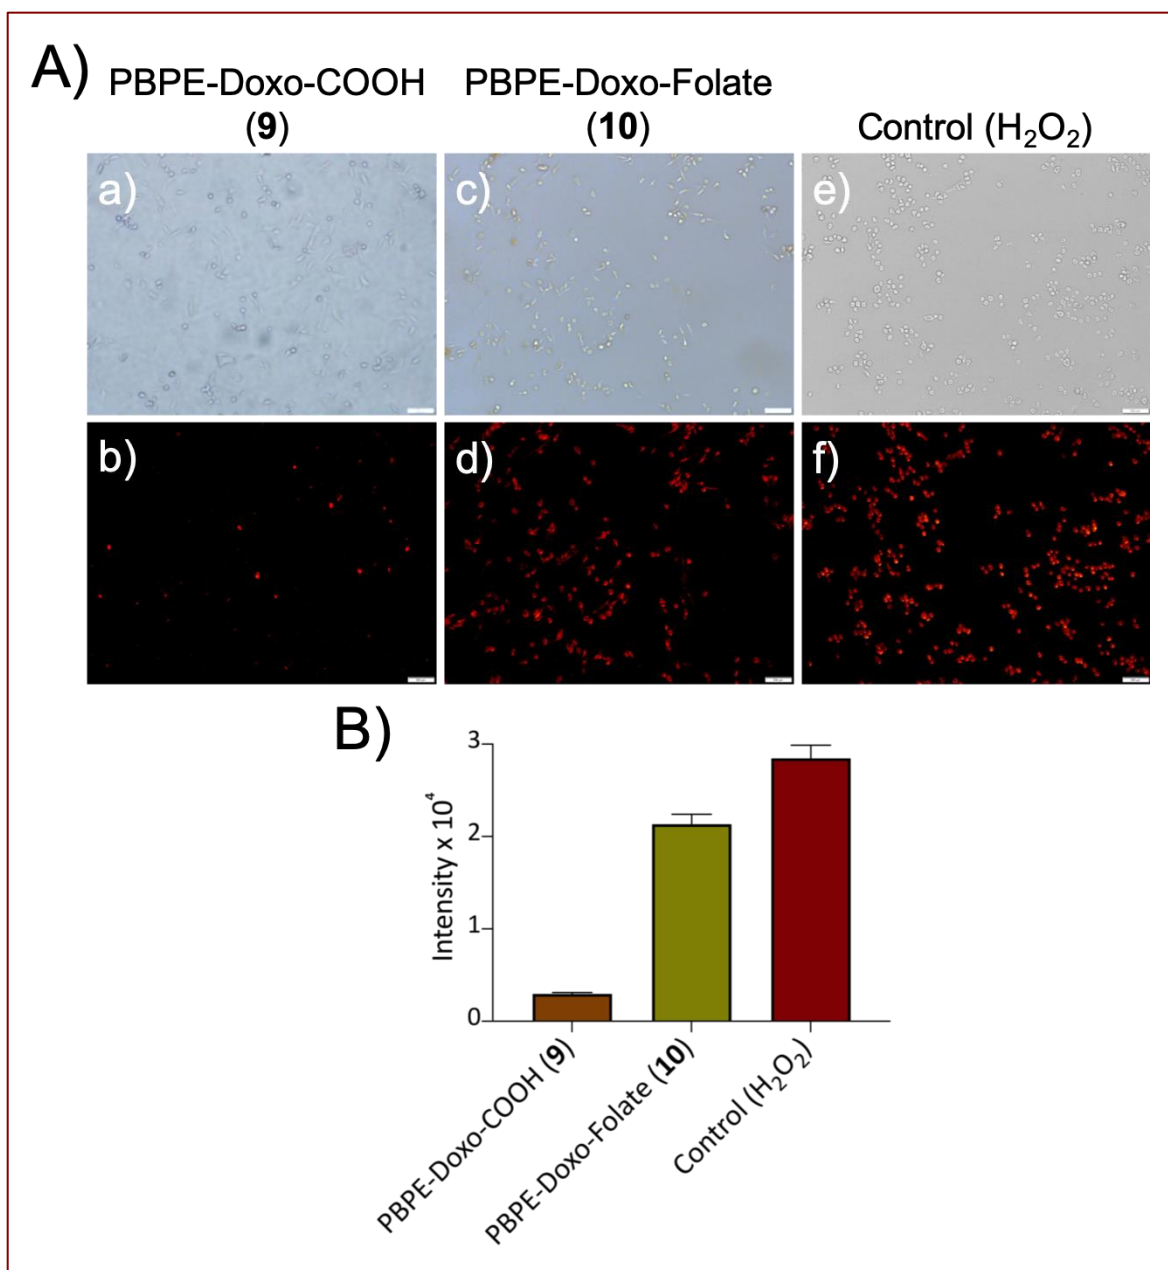 A)
PBPE-Doxo-COOH
(9)
PBPE-Doxo-Folate
(10)
Control (H₂O₂)
a)
c)
e)
b)
d)
f)
B)
Intensity x 10⁴
3
2
1
0
PBPE-Doxo-COOH (9)
PBPE-Doxo-Folate (10)
Control (H₂O₂)